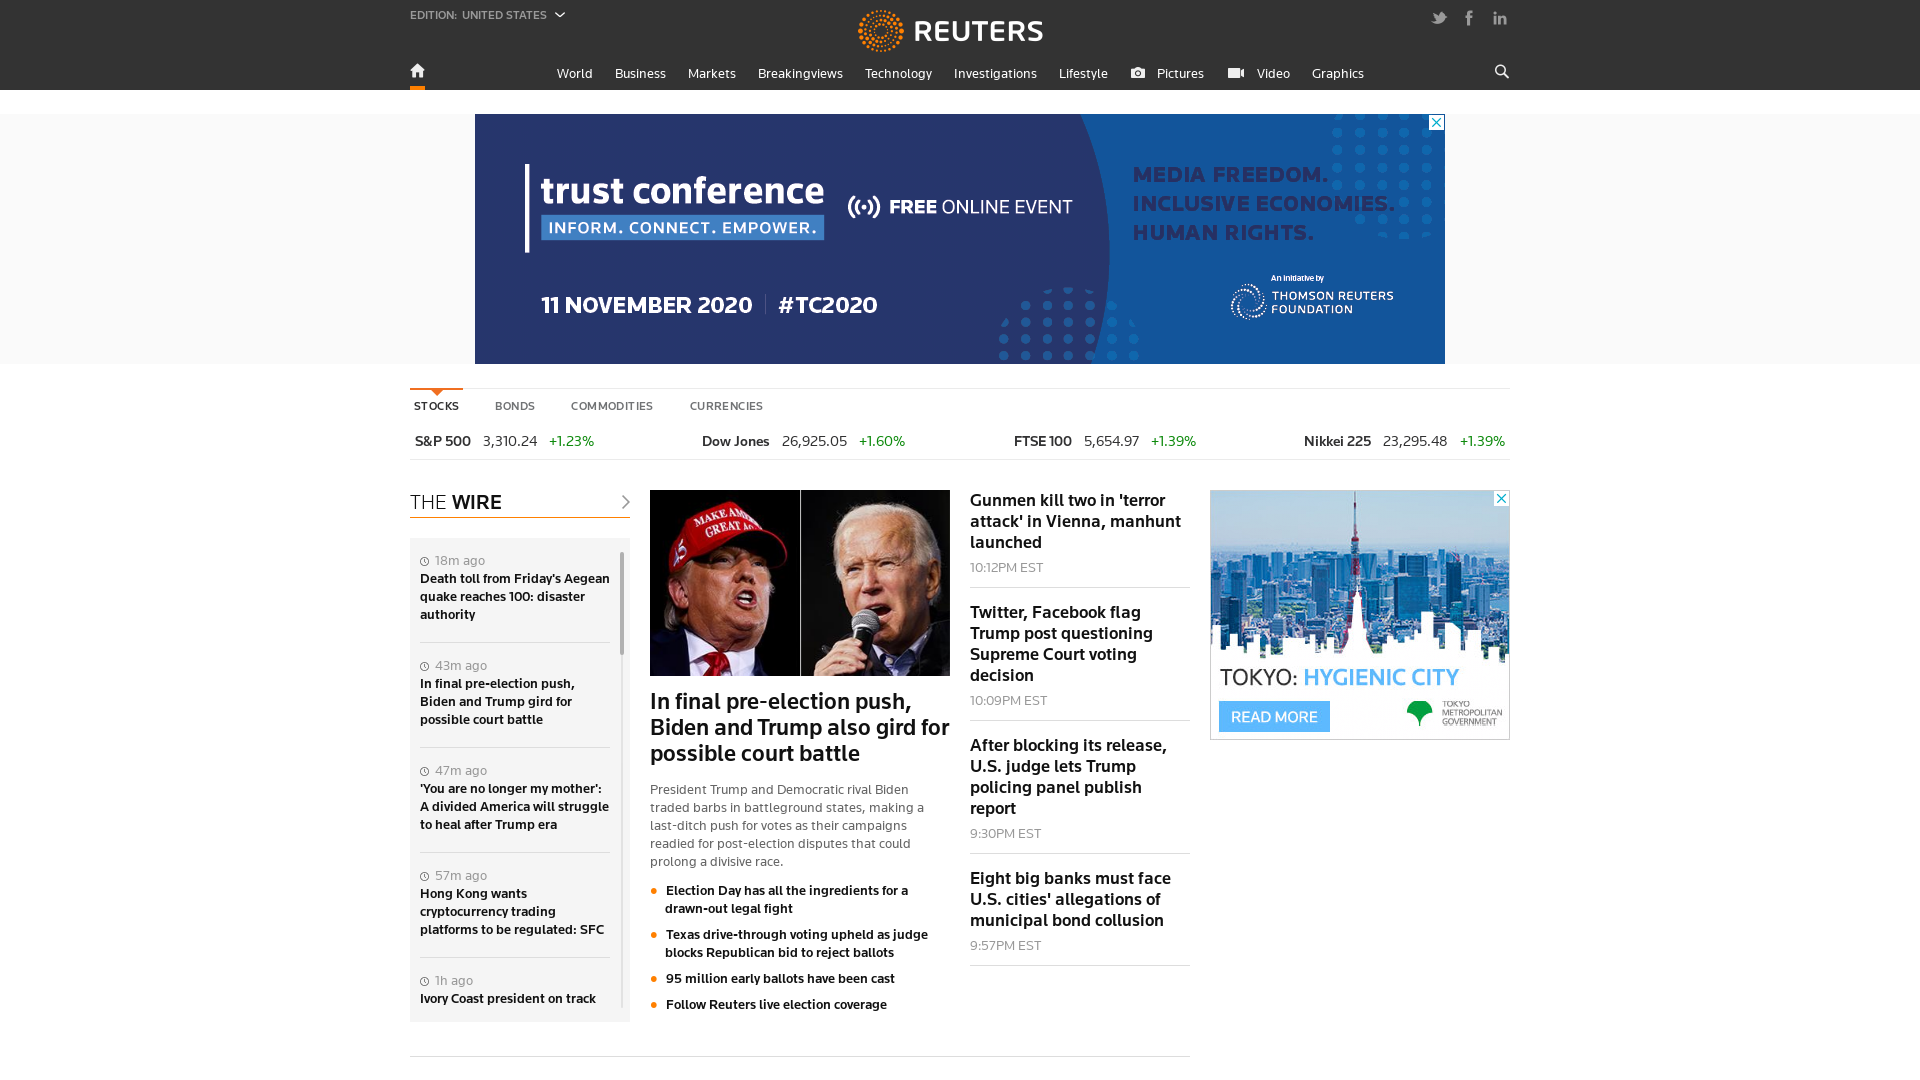 EDITION: UNITED STATES
REUTERS
World Business Markets Breakingviews Technology Investigations Lifestyle Pictures Video Graphics
trust conference
INFORM. CONNECT. EMPOWER.
FREE ONLINE EVENT
11 NOVEMBER 2020 #TC2020
MEDIA FREEDOM.
INCLUSIVE ECONOMIES.
HUMAN RIGHTS.
An initiative by
THOMSON REUTERS
FOUNDATION
STOCKS BONDS COMMODITIES CURRENCIES
S&P 500 3,310.24 +1.23% Dow Jones 26,925.05 +1.60% FTSE 100 5,654.97 +1.39% Nikkei 225 23,295.48 +1.39%
THE WIRE
18m ago
Death toll from Friday's Aegean
quake reaches 100: disaster
authority
43m ago
In final pre-election push,
Biden and Trump gird for
possible court battle
47m ago
'You are no longer my mother':
A divided America will struggle
to heal after Trump era
57m ago
Hong Kong wants
cryptocurrency trading
platforms to be regulated: SFC
1h ago
Ivory Coast president on track
MAKE AMERICA
GREAT AG
45
In final pre-election push,
Biden and Trump also gird for
possible court battle
President Trump and Democratic rival Biden
traded barbs in battleground states, making a
last-ditch push for votes as their campaigns
readied for post-election disputes that could
prolong a divisive race.
Election Day has all the ingredients for a
drawn-out legal fight
Texas drive-through voting upheld as judge
blocks Republican bid to reject ballots
95 million early ballots have been cast
Follow Reuters live election coverage
Gunmen kill two in 'terror
attack' in Vienna, manhunt
launched
10:12PM EST
Twitter, Facebook flag
Trump post questioning
Supreme Court voting
decision
10:09PM EST
After blocking its release,
U.S. judge lets Trump
policing panel publish
report
9:30PM EST
Eight big banks must face
U.S. cities' allegations of
municipal bond collusion
9:57PM EST
TOKYO: HYGIENIC CITY
READ MORE
TOKYO
METROPOLITAN
GOVERNMENT